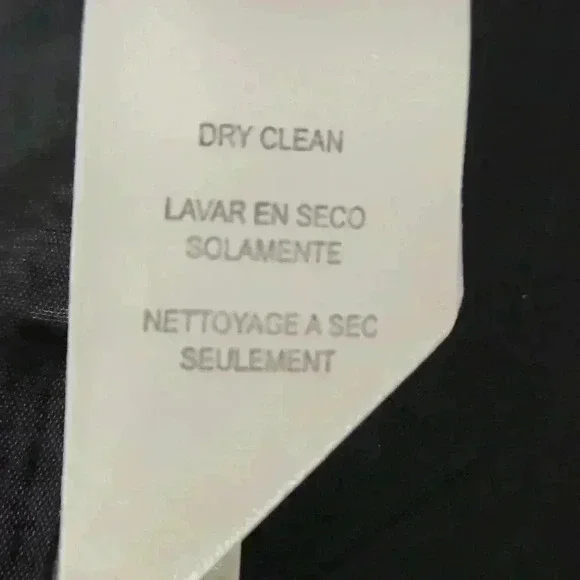 DRY CLEAN
LAVAR EN SECO
SOLAMENTE
NETTOYAGE A SEC
SEULEMENT